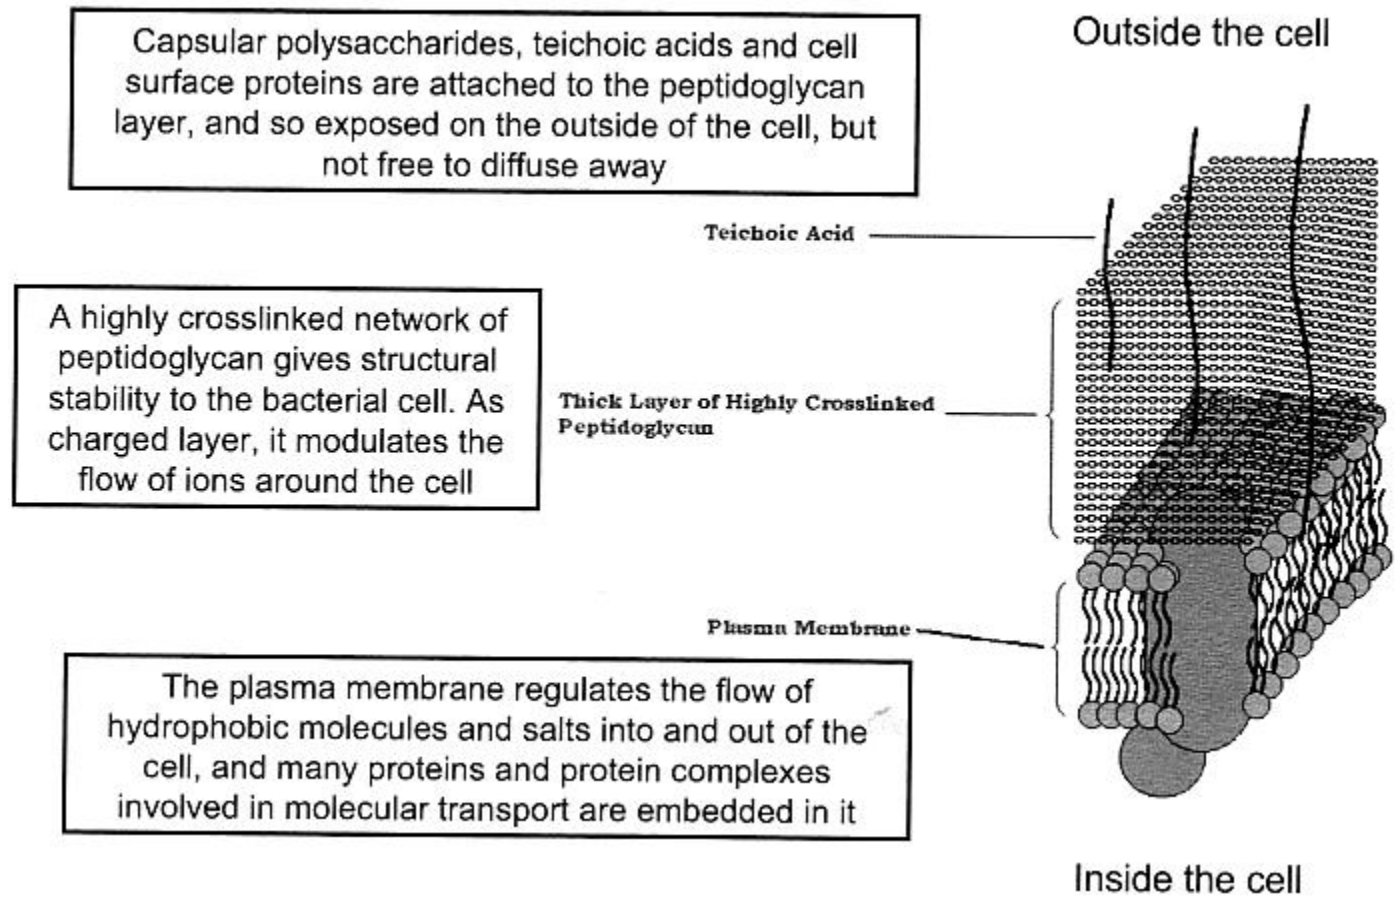 Capsular polysaccharides, teichoic acids and cell
surface proteins are attached to the peptidoglycan
layer, and so exposed on the outside of the cell, but
not free to diffuse away
Outside the cell
Teichoic Acid
A highly crosslinked network of
peptidoglycan gives structural
stability to the bacterial cell. As
charged layer, it modulates the
flow of ions around the cell
Thick Layer of Highly Crosslinked
Peptidoglycan
Plasma Membrane
The plasma membrane regulates the flow of
hydrophobic molecules and salts into and out of the
cell, and many proteins and protein complexes
involved in molecular transport are embedded in it
Inside the cell